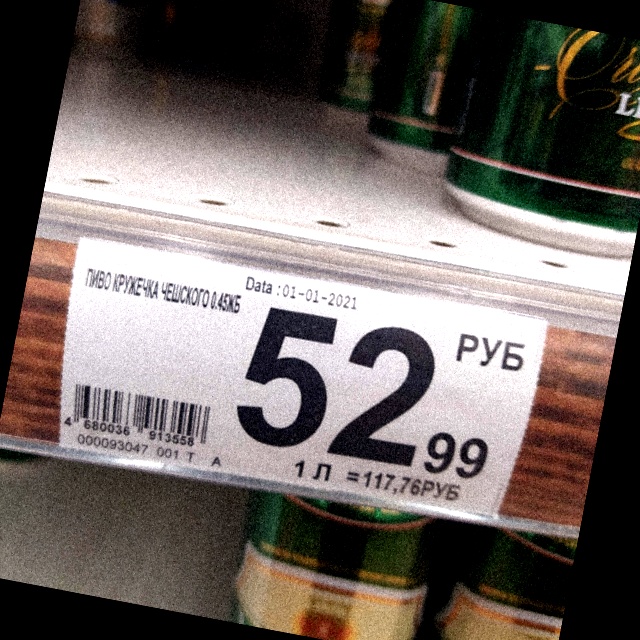 ПИВО КРУЖЕЧКА ЧЕШСКОГО 0.45ЖБ
Data :01-01-2021
52 99
РУБ
4 680036 913558
000093047 001 Т А
1 Л =117,76РУБ